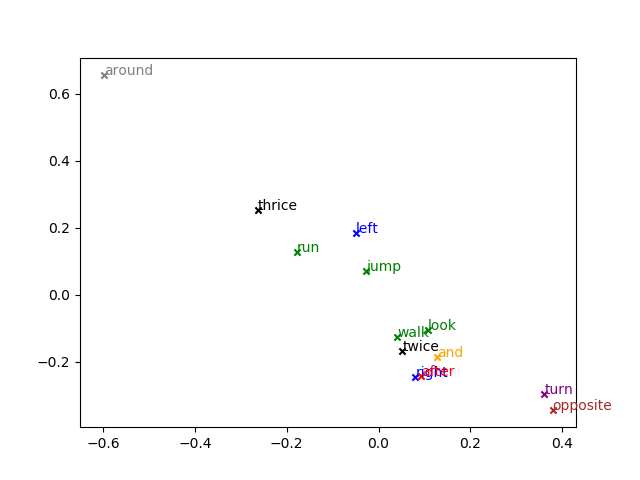 around
0.6
0.4
thrice
0.2
left
run
jump
0.0
look
walk
twice
and
−0.2
after
right
turn
opposite
−0.6
−0.4
−0.2
0.0
0.2
0.4